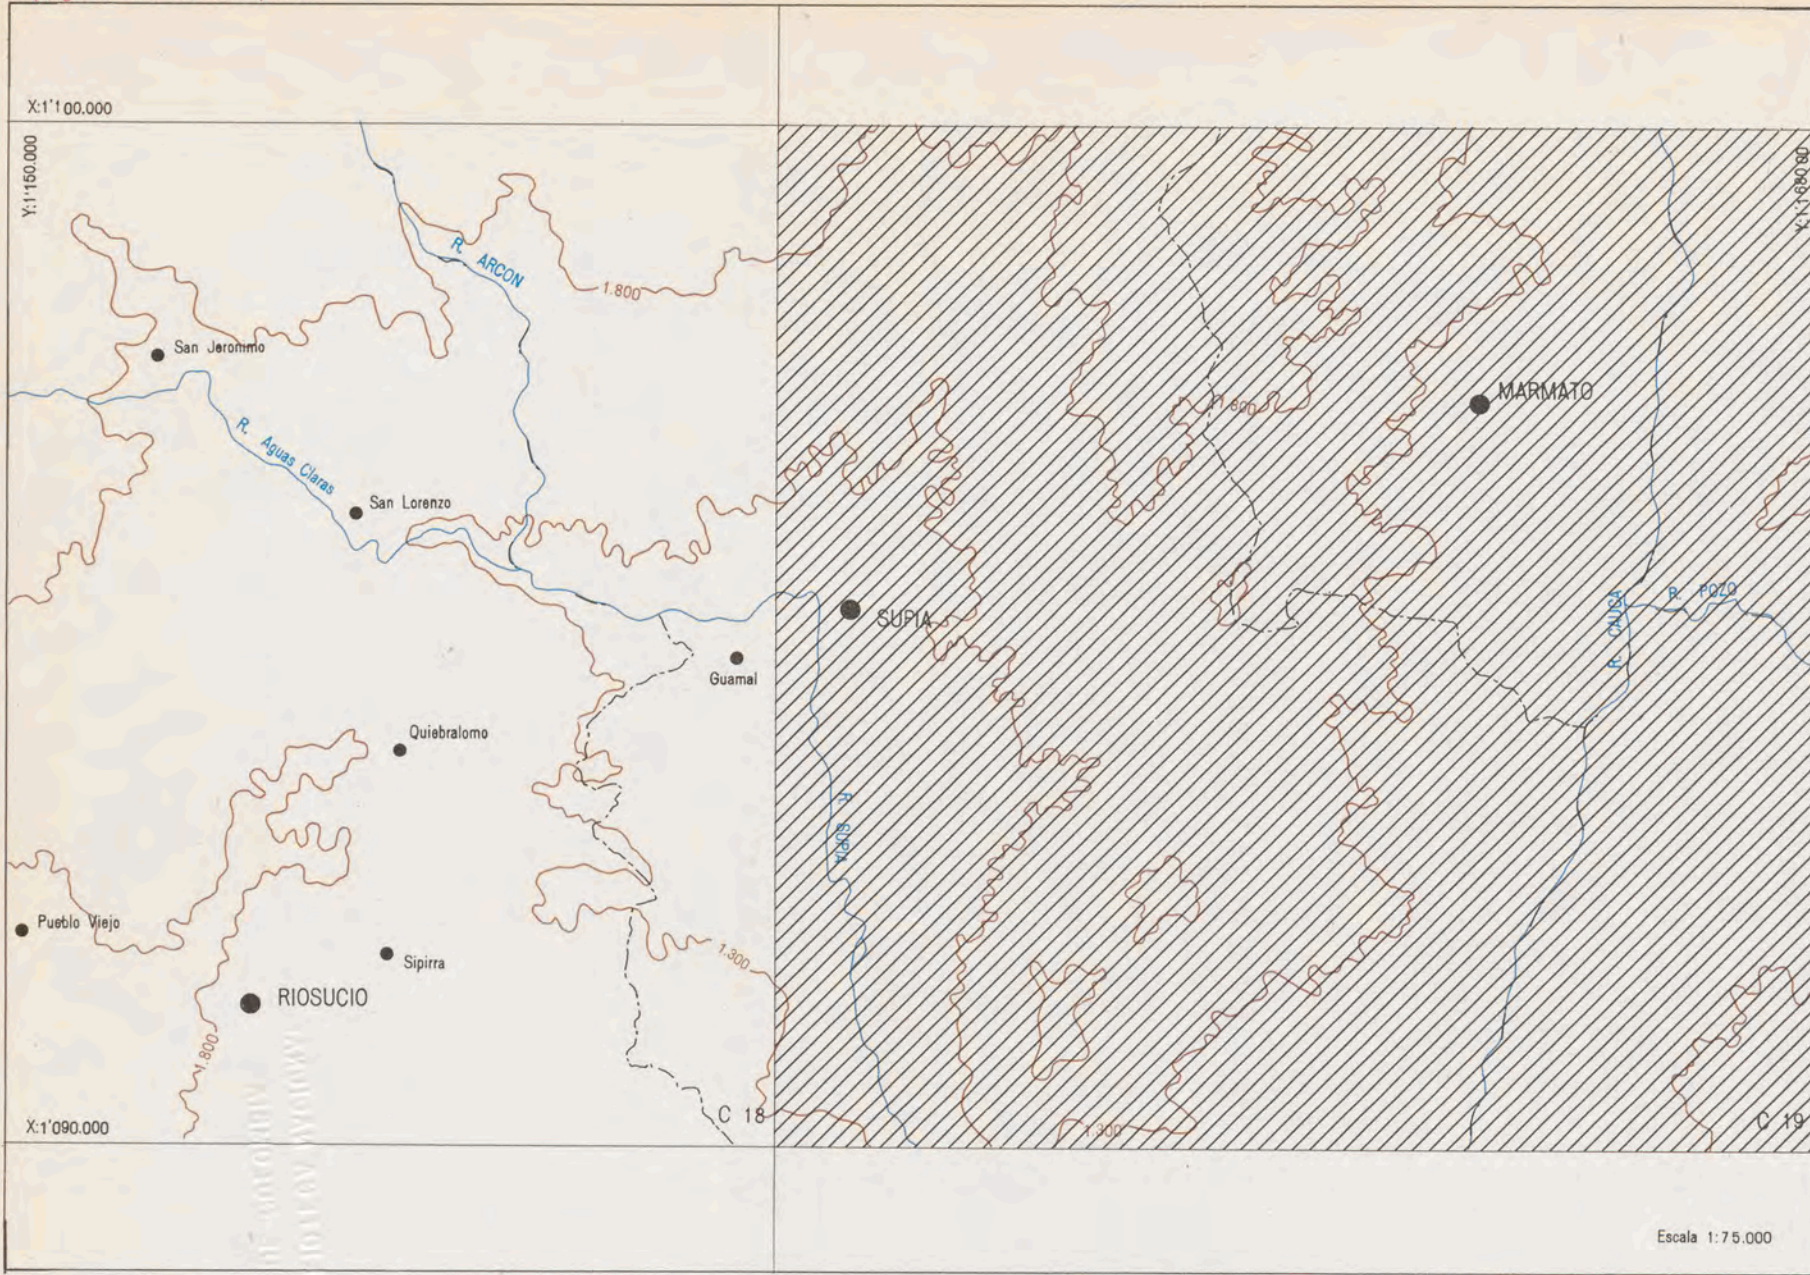 X:1'100.000
Y:1'150.000
Y:1'168000
R. ARCON
1.800
San Jeronimo
R. Aguas Claras
MARMATO
1.800
San Lorenzo
SUPIA
R. CAUCA
R. POZO
Guamal
Quiebralomo
R. SUPIA
Pueblo Viejo
Sipirra
1.300
RIOSUCIO
1.800
X:1'090.000
C 18
1.300
C 19
Escala 1:75.000